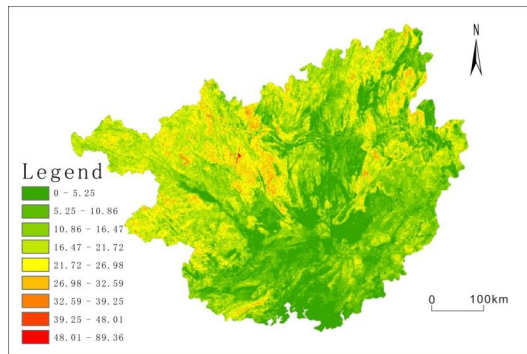 N
Legend
0 - 5.25
5.25 - 10.86
10.86 - 16.47
16.47 - 21.72
21.72 - 26.98
26.98 - 32.59
32.59 - 39.25
39.25 - 48.01
48.01 - 89.36
0 100km